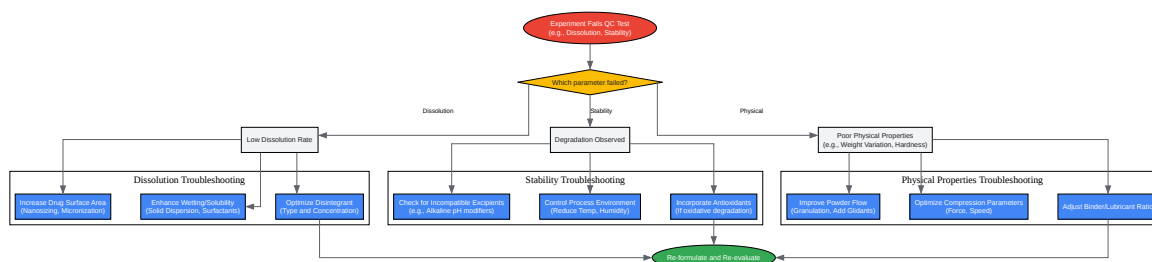 Experiment Fails QC Test
(e.g., Dissolution, Stability)
Which parameter failed?
Dissolution
Stability
Physical
Low Dissolution Rate
Degradation Observed
Poor Physical Properties
(e.g., Weight Variation, Hardness)
Dissolution Troubleshooting
Stability Troubleshooting
Physical Properties Troubleshooting
Increase Drug Surface Area
(Nanosizing, Micronization)
Enhance Wetting/Solubility
(Solid Dispersion, Surfactants)
Optimize Disintegrant
(Type and Concentration)
Check for Incompatible Excipients
(e.g., Alkaline pH modifiers)
Control Process Environment
(Reduce Temp, Humidity)
Incorporate Antioxidants
(If oxidative degradation)
Improve Powder Flow
(Granulation, Add Glidants)
Optimize Compression Parameters
(Force, Speed)
Adjust Binder/Lubricant Ratio
Re-formulate and Re-evaluate